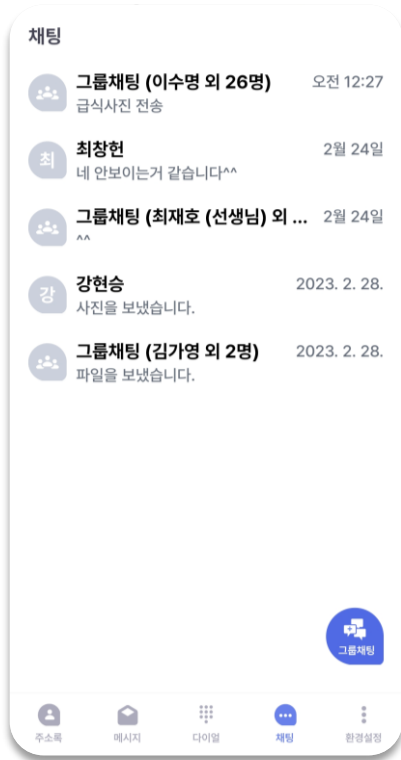 채팅
그룹채팅 (이수명 외 26명) 오전 12:27
급식사진 전송
최 최창헌 2월 24일
네 안보이는거 같습니다^^
그룹채팅 (최재호 (선생님) 외 ... 2월 24일
^^
강 강현승 2023. 2. 28.
사진을 보냈습니다.
그룹채팅 (김가영 외 2명) 2023. 2. 28.
파일을 보냈습니다.
그룹채팅
주소록 메시지 다이얼 채팅 환경설정